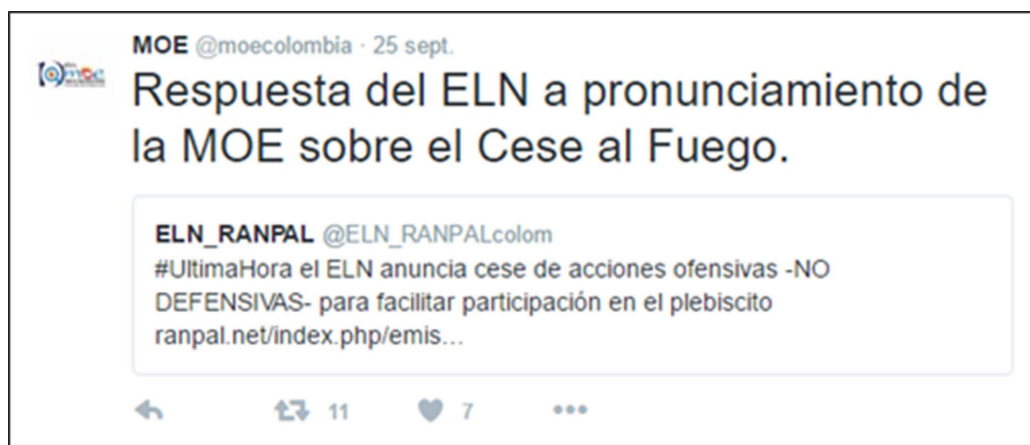 MOE @moecolombia · 25 sept.
moe
Respuesta del ELN a pronunciamiento de
la MOE sobre el Cese al Fuego.
ELN_RANPAL @ELN_RANPALcolom
#UltimaHora el ELN anuncia cese de acciones ofensivas -NO
DEFENSIVAS- para facilitar participación en el plebiscito
ranpal.net/index.php/emis...
11
7